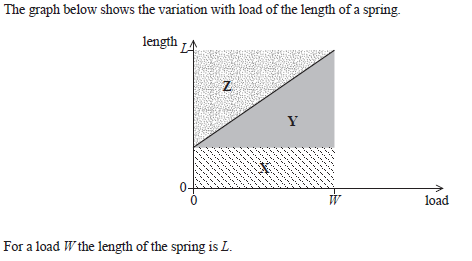 The graph below shows the variation with load of the length of a spring.
length
L
Z
Y
X
0
0
W
load
For a load W the length of the spring is L.